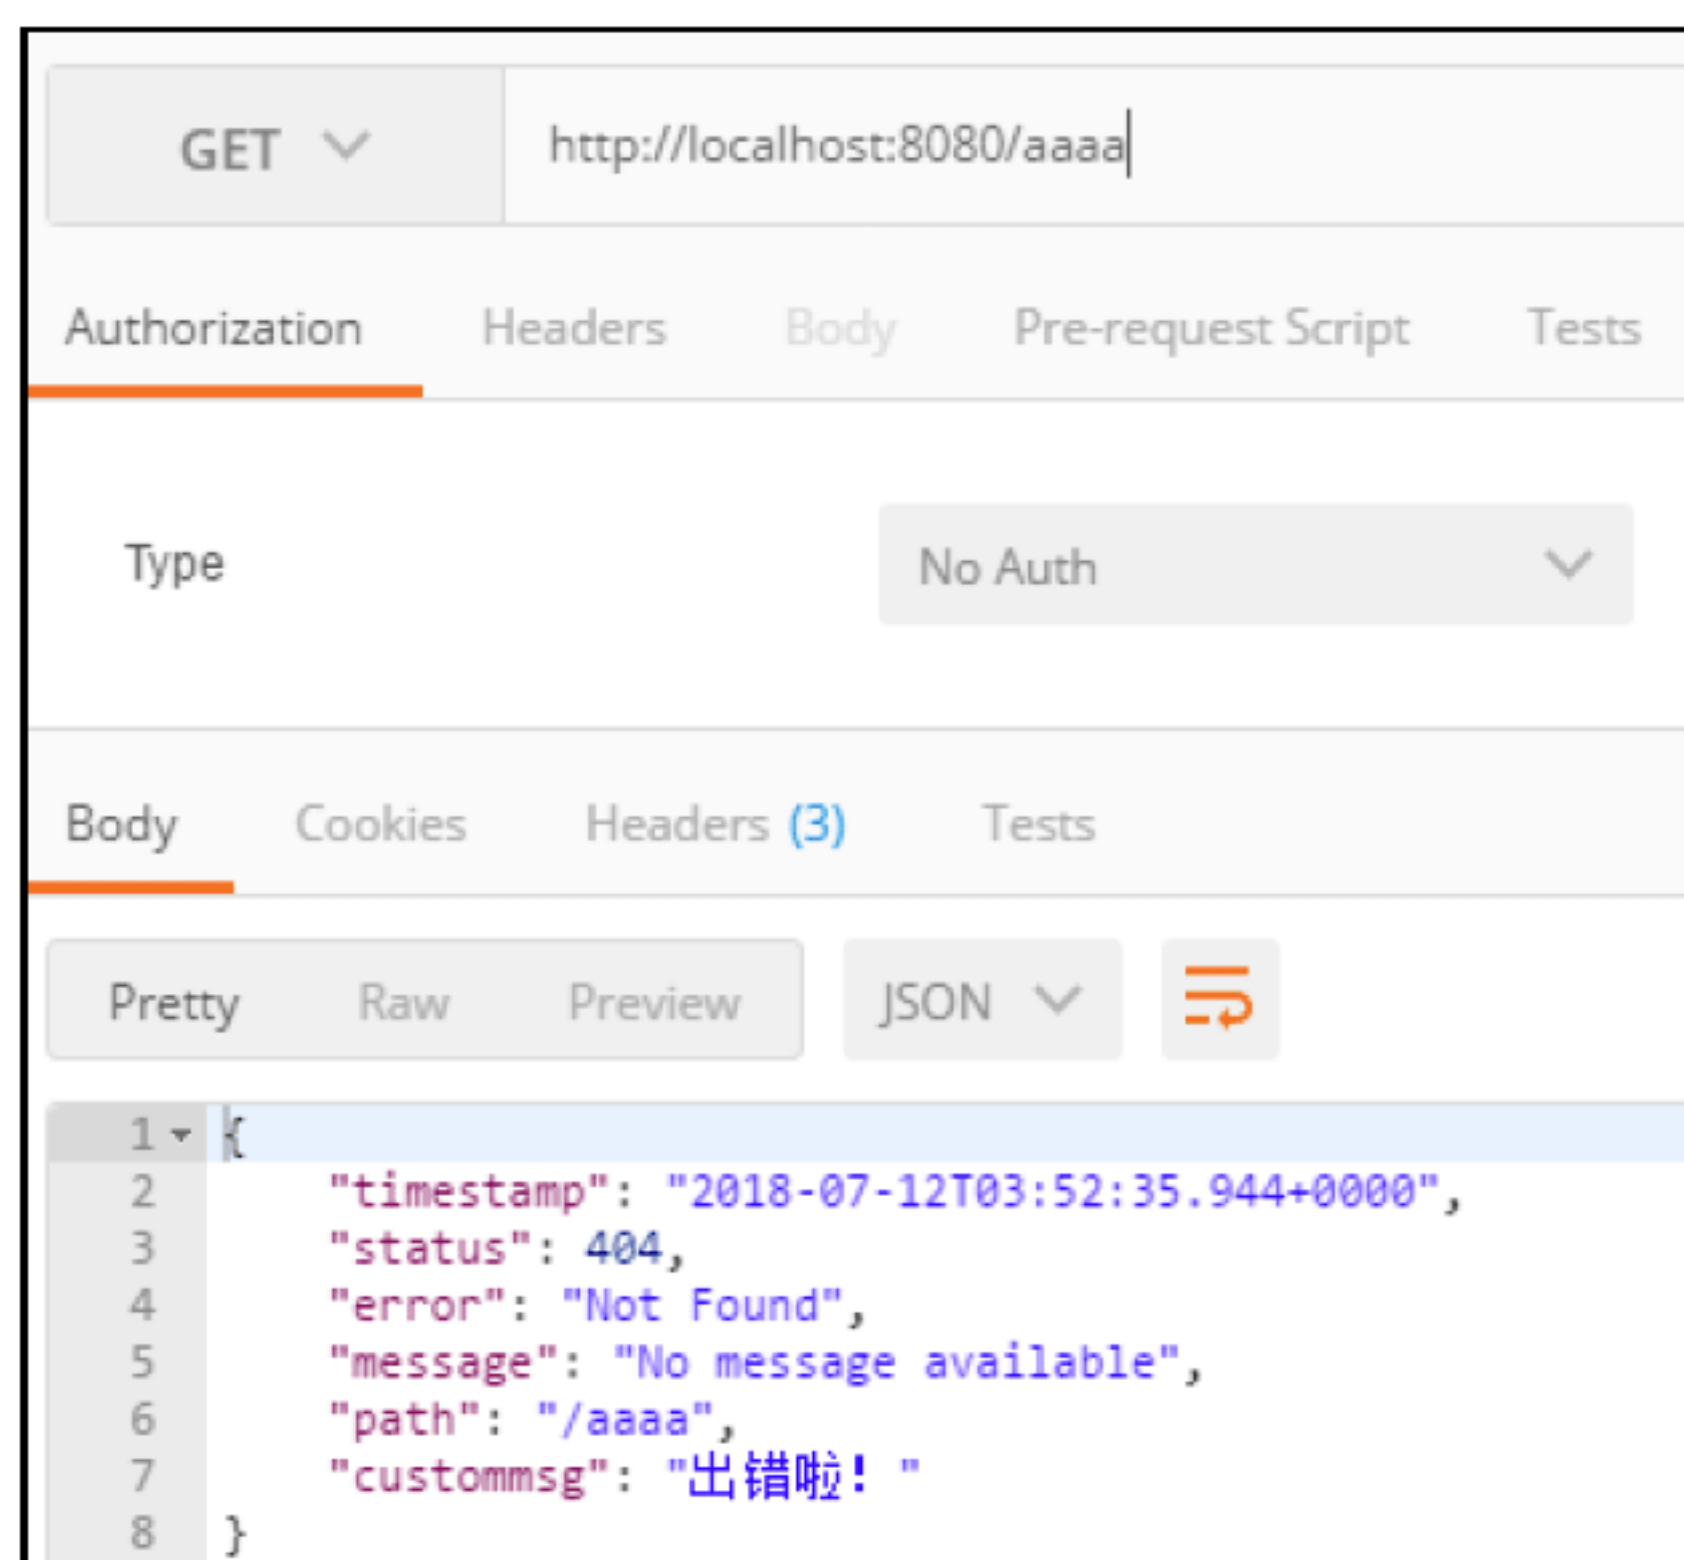 GET http://localhost:8080/aaaa
Authorization Headers Body Pre-request Script Tests
Type No Auth
Body Cookies Headers (3) Tests
Pretty Raw Preview JSON
1 {
2 "timestamp": "2018-07-12T03:52:35.944+0000",
3 "status": 404,
4 "error": "Not Found",
5 "message": "No message available",
6 "path": "/aaaa",
7 "custommsg": "出错啦！"
8 }